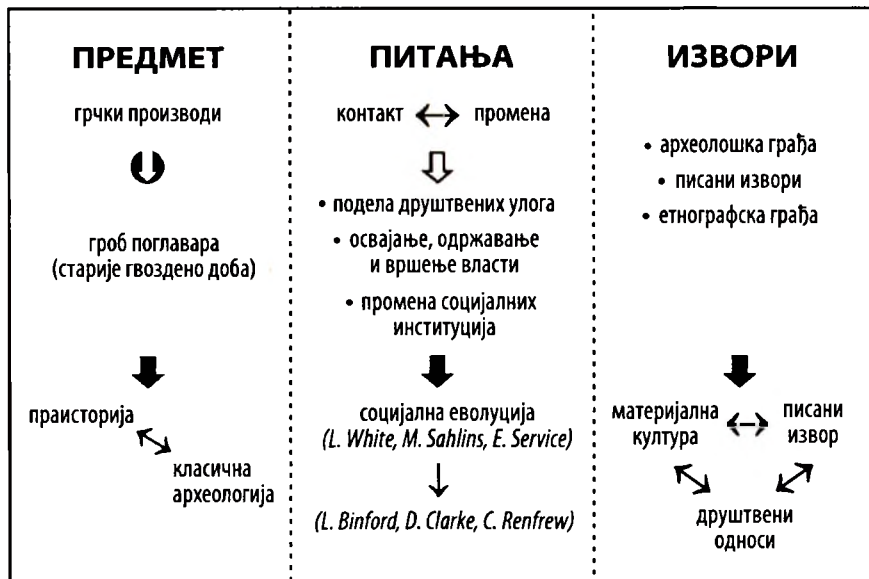 ПРЕДМЕТ
грчки производи
гроб поглавара
(старије гвоздено доба)
праисторија
класична
археологија
ПИТАЊА
контакт промена
• подела друштвених улога
• освајање, одржавање
и вршење власти
• промена социјалних
институција
социјална еволуција
(L. White, M. Sahlins, E. Service)
(L. Binford, D. Clarke, C. Renfrew)
ИЗВОРИ
• археолошка грађа
• писани извори
• етнографска грађа
материјална
култура
писани
извор
друштвени
односи